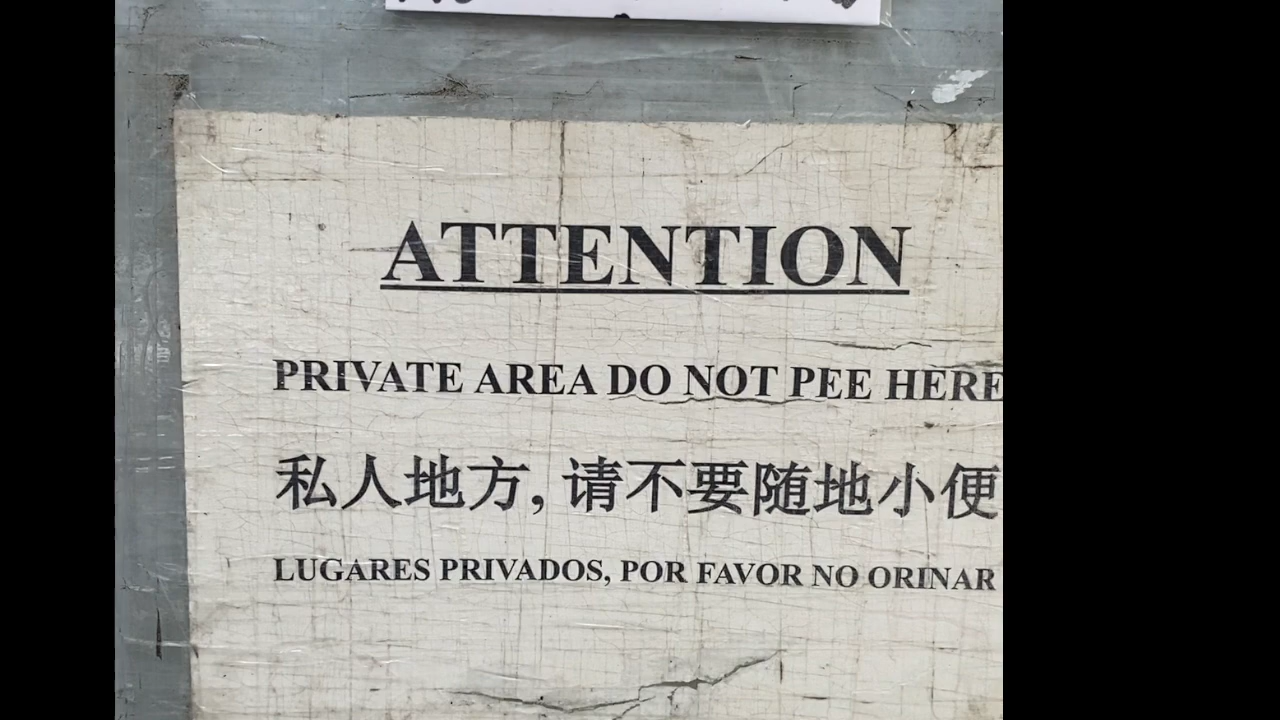 ATTENTION
PRIVATE AREA DO NOT PEE HERE
私人地方, 请不要随地小便
LUGARES PRIVADOS, POR FAVOR NO ORINAR